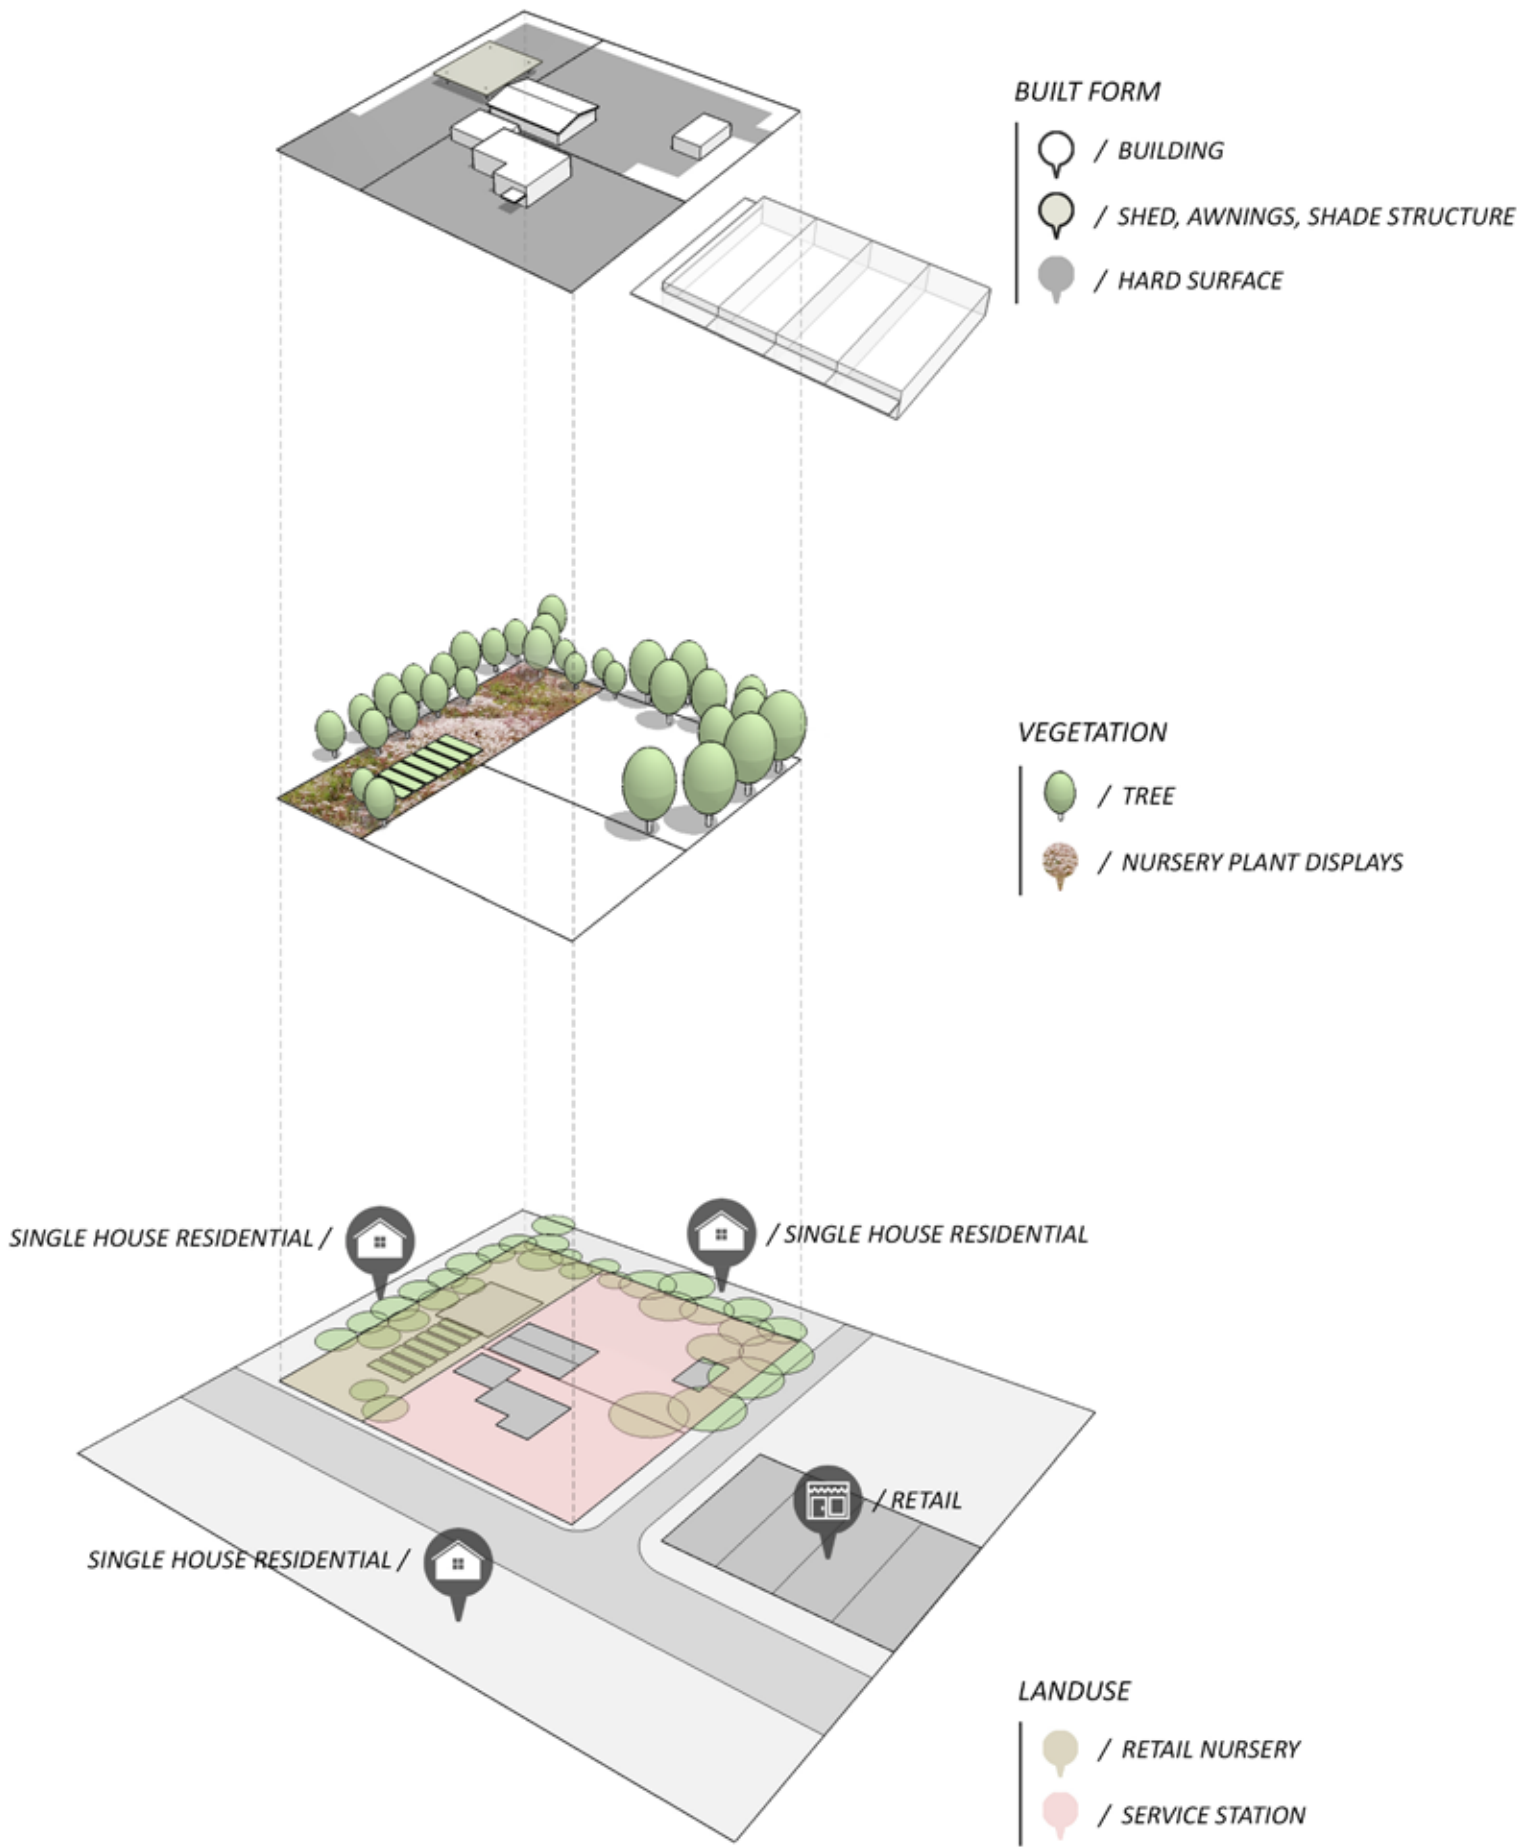 BUILT FORM
/ BUILDING
/ SHED, AWNINGS, SHADE STRUCTURE
/ HARD SURFACE
VEGETATION
/ TREE
/ NURSERY PLANT DISPLAYS
SINGLE HOUSE RESIDENTIAL /
/ SINGLE HOUSE RESIDENTIAL
/ RETAIL
SINGLE HOUSE RESIDENTIAL /
LANDUSE
/ RETAIL NURSERY
/ SERVICE STATION